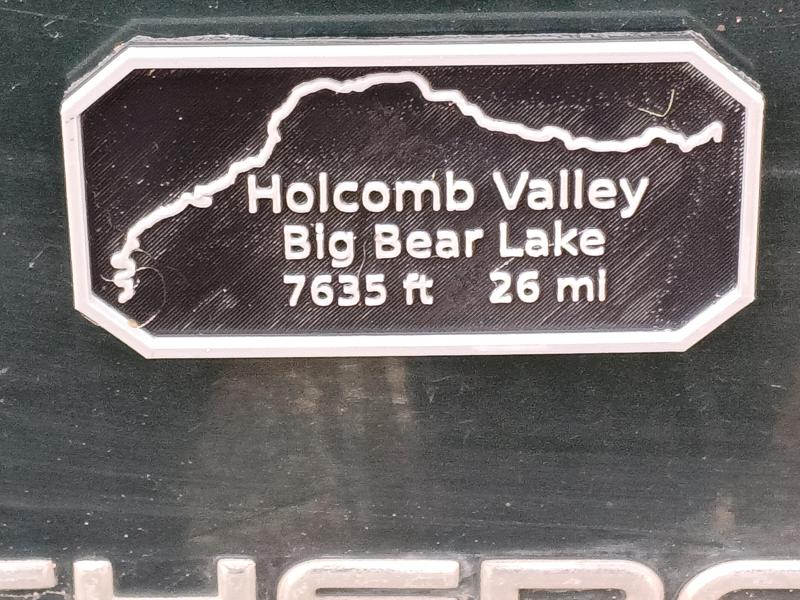 Holcomb Valley
Big Bear Lake
7635 ft 26 mi